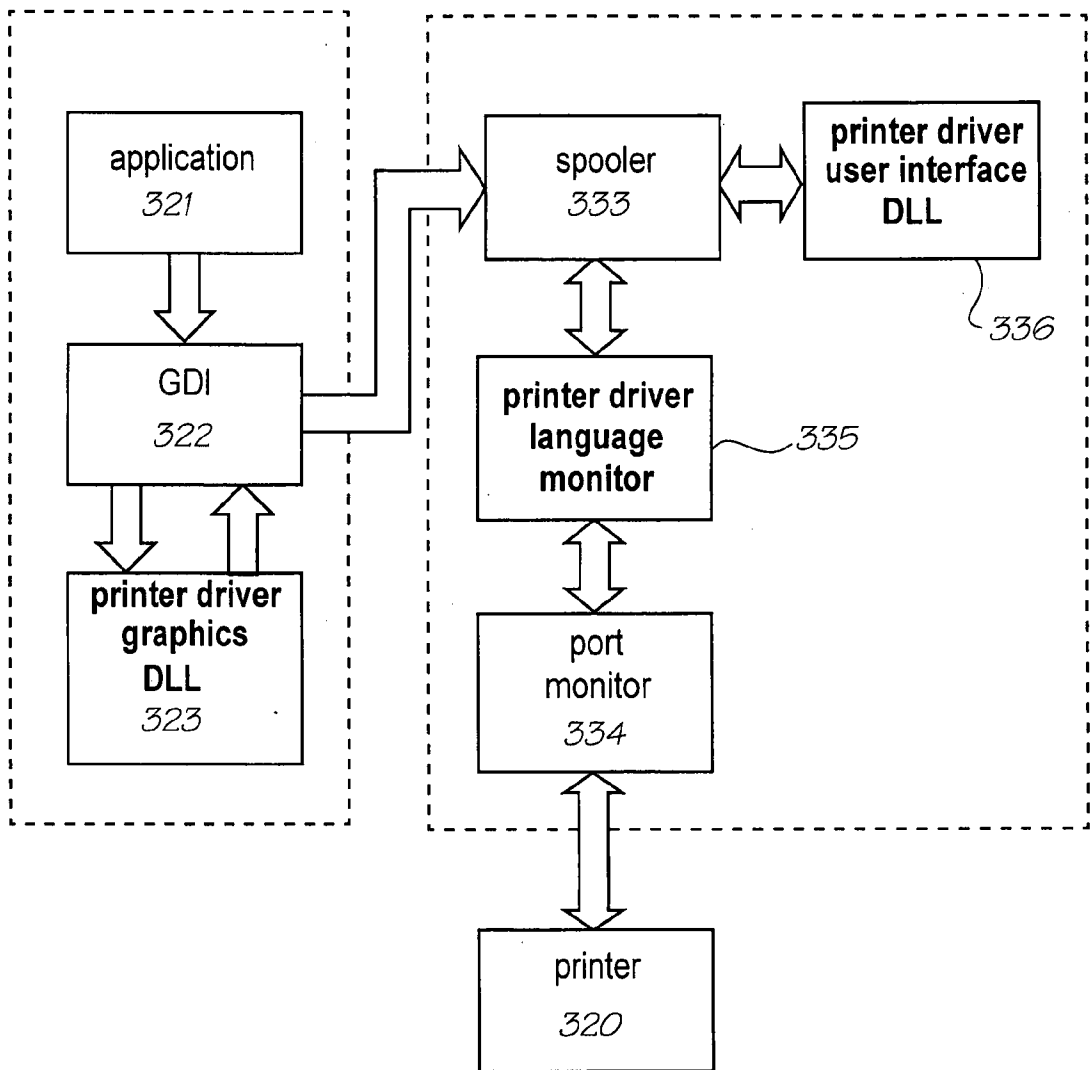 application
321
GDI
322
printer driver
graphics
DLL
323
spooler
333
printer driver
user interface
DLL
336
printer driver
language
monitor
335
port
monitor
334
printer
320